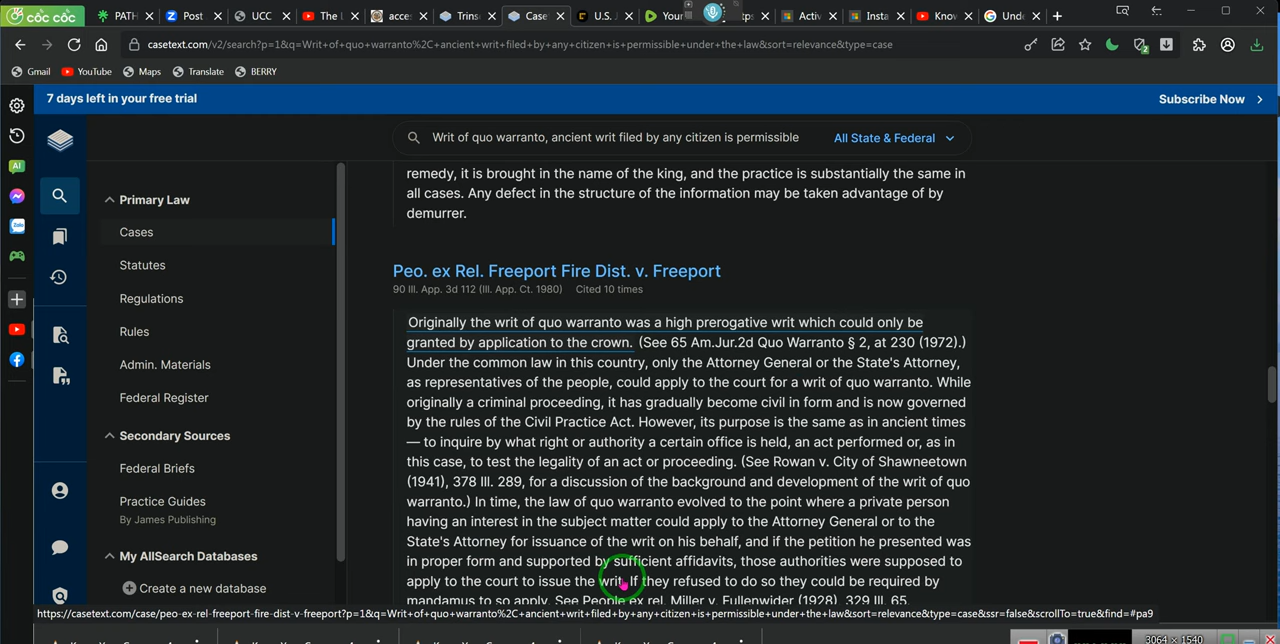 cốc cốc
PATH
Post
UCC
The L
acces
Trins
Case
U.S. J
Your
tps
Activ
Insta
Know
Unde
casetext.com/v2/search?p=1&q=Writ+of+quo+warranto%2C+ancient+writ+filed+by+any+citizen+is+permissible+under+the+law&sort=relevance&type=case
Gmail
YouTube
Maps
Translate
BERRY
7 days left in your free trial
Subscribe Now
Writ of quo warranto, ancient writ filed by any citizen is permissible
All State & Federal
Primary Law
Cases
Statutes
Regulations
Rules
Admin. Materials
Federal Register
Secondary Sources
Federal Briefs
Practice Guides
By James Publishing
My AllSearch Databases
Create a new database
remedy, it is brought in the name of the king, and the practice is substantially the same in
all cases. Any defect in the structure of the information may be taken advantage of by
demurrer.
Peo. ex Rel. Freeport Fire Dist. v. Freeport
90 Ill. App. 3d 112 (Ill. App. Ct. 1980) Cited 10 times
Originally the writ of quo warranto was a high prerogative writ which could only be
granted by application to the crown. (See 65 Am.Jur.2d Quo Warranto § 2, at 230 (1972).)
Under the common law in this country, only the Attorney General or the State's Attorney,
as representatives of the people, could apply to the court for a writ of quo warranto. While
originally a criminal proceeding, it has gradually become civil in form and is now governed
by the rules of the Civil Practice Act. However, its purpose is the same as in ancient times
— to inquire by what right or authority a certain office is held, an act performed or, as in
this case, to test the legality of an act or proceeding. (See Rowan v. City of Shawneetown
(1941), 378 Ill. 289, for a discussion of the background and development of the writ of quo
warranto.) In time, the law of quo warranto evolved to the point where a private person
having an interest in the subject matter could apply to the Attorney General or to the
State's Attorney for issuance of the writ on his behalf, and if the petition he presented was
in proper form and supported by sufficient affidavits, those authorities were supposed to
apply to the court to issue the writ. If they refused to do so they could be required by
mandamus to so apply. See People ex rel. Miller v. Fullenwider (1928), 329 Ill. 65.
https://casetext.com/case/peo-ex-rel-freeport-fire-dist-v-freeport?p=1&q=Writ+of+quo+warranto%2C+ancient+writ+filed+by+any+citizen+is+permissible+under+the+law&sort=relevance&type=case&ssr=false&scrollTo=true&find=#pa9
3064 × 1540